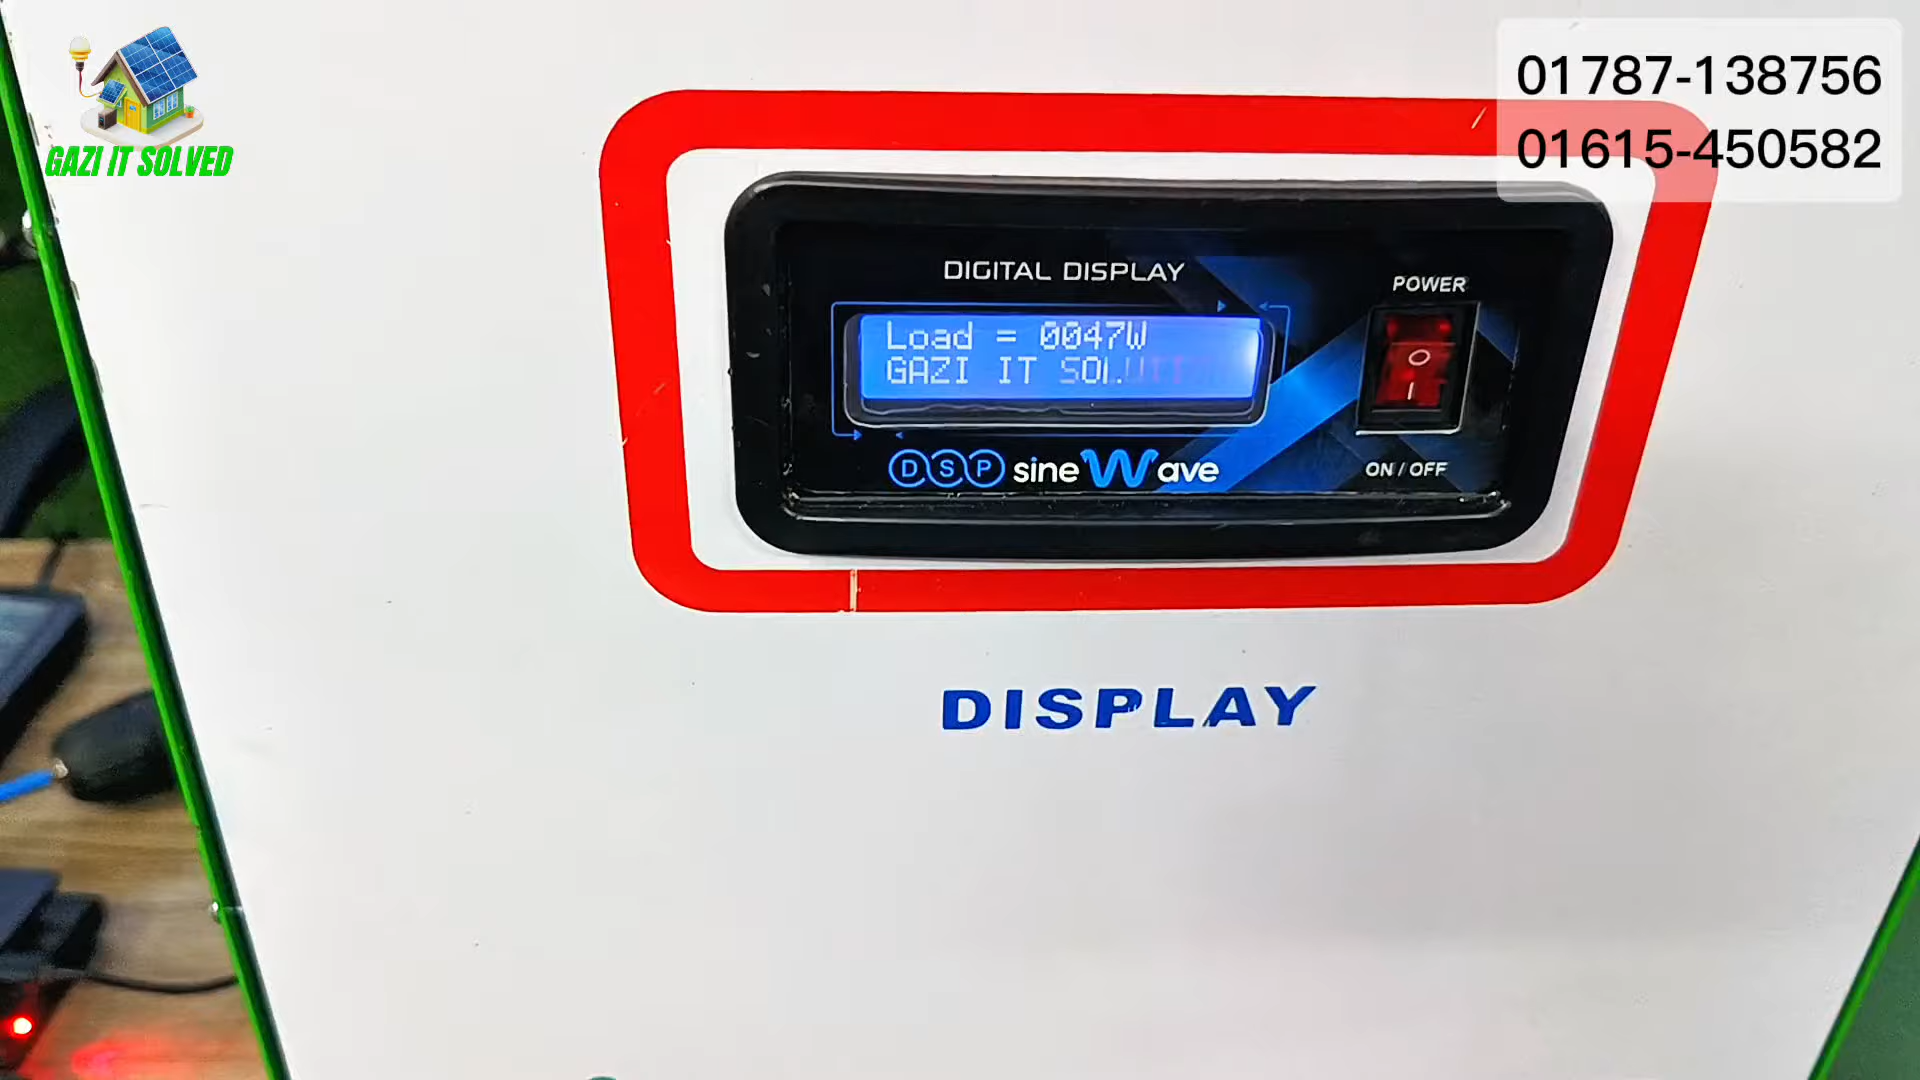 GAZI IT SOLVED
01787-138756
01615-450582
DIGITAL DISPLAY
POWER
Load = 0047W
GAZI IT
O
I
DSP sine Wave
ON / OFF
DISPLAY